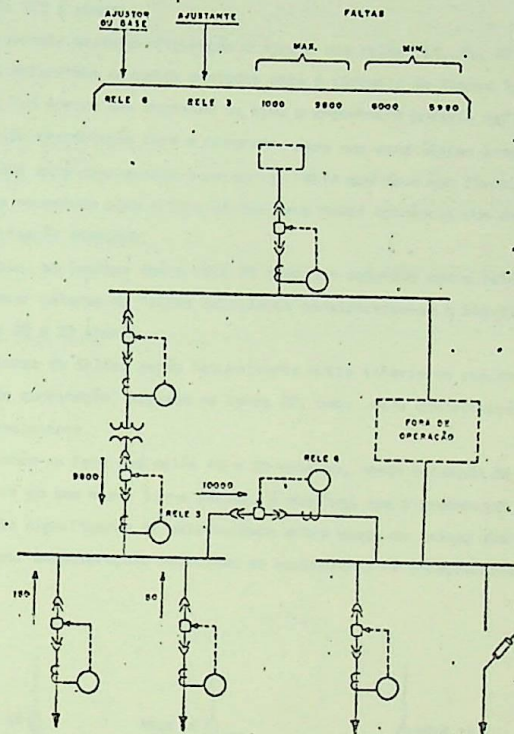 AJUSTOR
OU BASE
AJUSTANTE
FALTAS
MAX.
MIN.
RELE 6 RELE 3 1000 9800 6000 5980
FORA DE
OPERAÇÃO
9800
RELE 3
10000
RELE 6
150
50